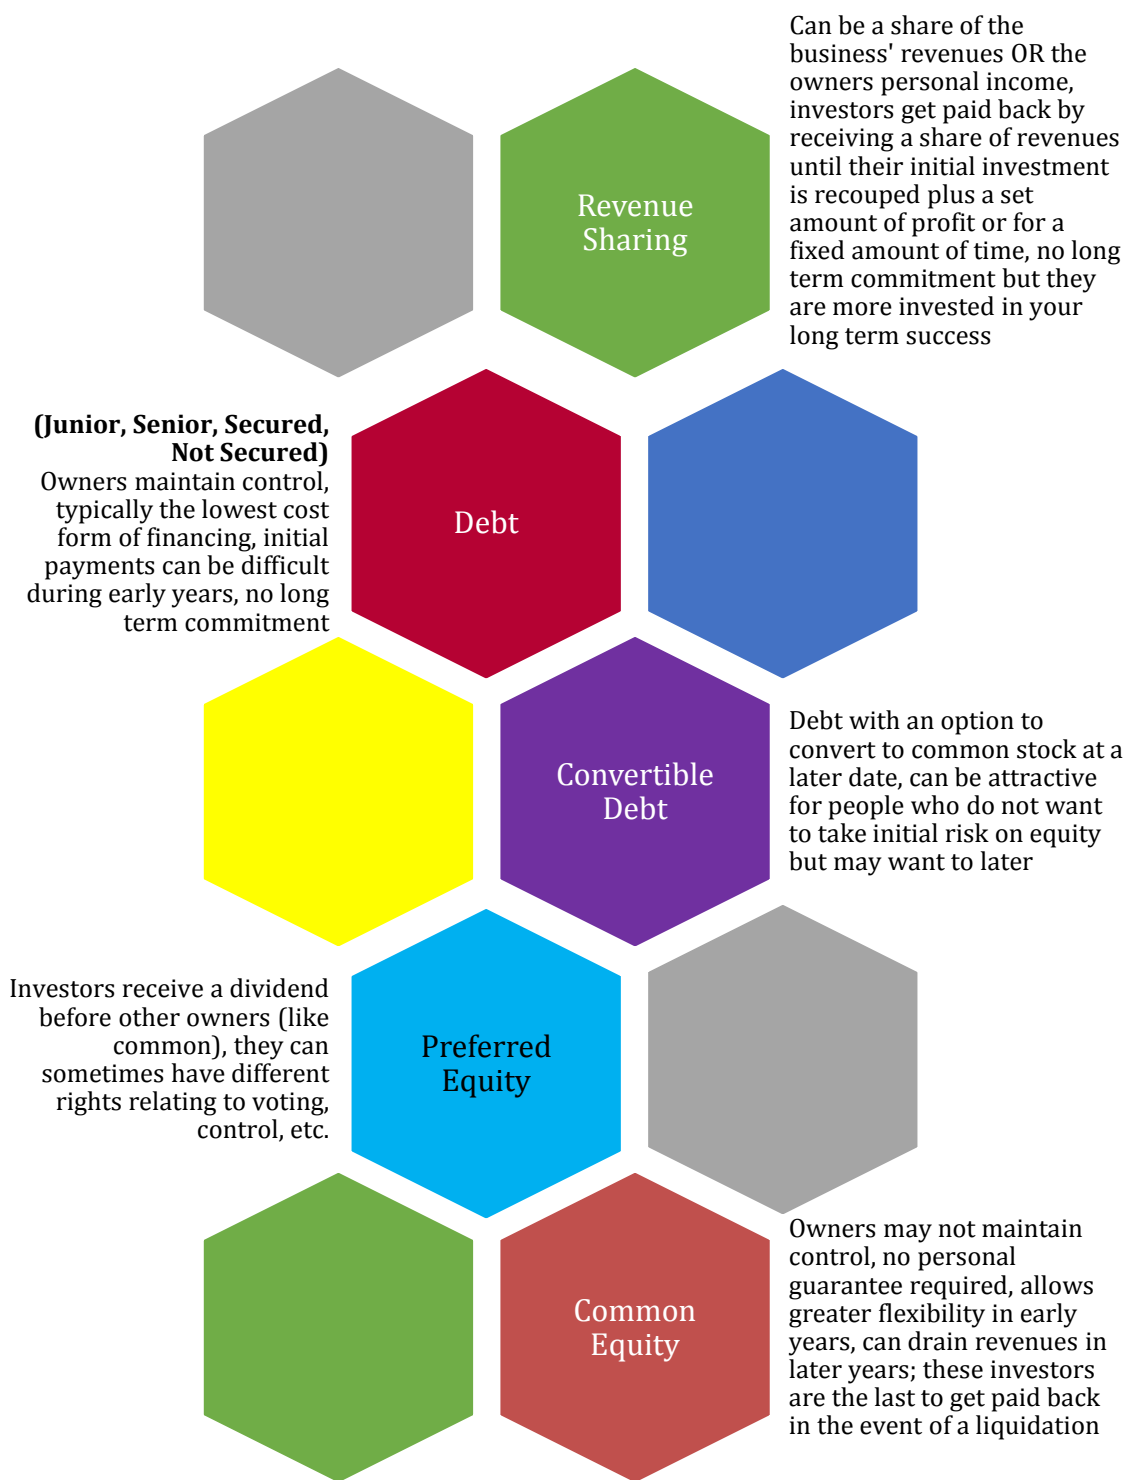 Can be a share of the
business' revenues OR the
owners personal income,
investors get paid back by
receiving a share of revenues
until their initial investment
is recouped plus a set
amount of profit or for a
fixed amount of time, no long
term commitment but they
are more invested in your
long term success
Revenue
Sharing
(Junior, Senior, Secured,
Not Secured)
Owners maintain control,
typically the lowest cost
form of financing, initial
payments can be difficult
during early years, no long
term commitment
Debt
Convertible
Debt
Debt with an option to
convert to common stock at a
later date, can be attractive
for people who do not want
to take initial risk on equity
but may want to later
Investors receive a dividend
before other owners (like
common), they can
sometimes have different
rights relating to voting,
control, etc.
Preferred
Equity
Common
Equity
Owners may not maintain
control, no personal
guarantee required, allows
greater flexibility in early
years, can drain revenues in
later years; these investors
are the last to get paid back
in the event of a liquidation